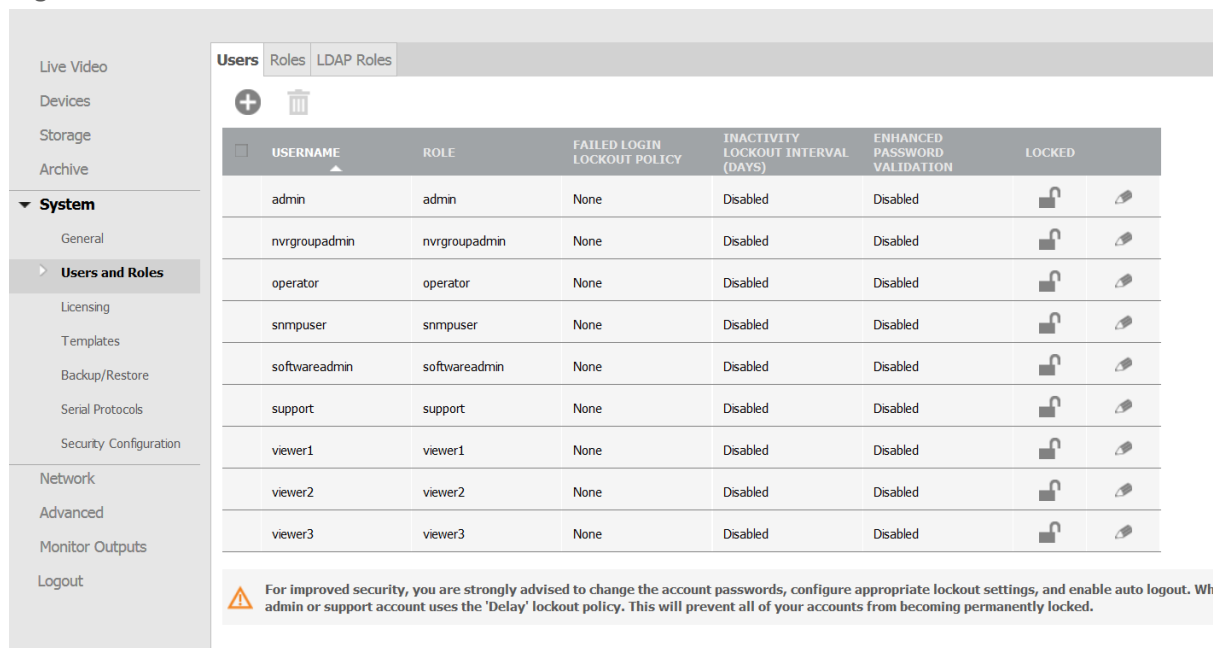 Live Video
Devices
Storage
Archive
System
General
Users and Roles
Licensing
Templates
Backup/Restore
Serial Protocols
Security Configuration
Network
Advanced
Monitor Outputs
Logout
Users Roles LDAP Roles
USERNAME ROLE FAILED LOGIN LOCKOUT POLICY INACTIVITY LOCKOUT INTERVAL (DAYS) ENHANCED PASSWORD VALIDATION LOCKED
admin admin None Disabled Disabled
nvrgroupadmin nvrgroupadmin None Disabled Disabled
operator operator None Disabled Disabled
snmpuser snmpuser None Disabled Disabled
softwareadmin softwareadmin None Disabled Disabled
support support None Disabled Disabled
viewer1 viewer1 None Disabled Disabled
viewer2 viewer2 None Disabled Disabled
viewer3 viewer3 None Disabled Disabled
For improved security, you are strongly advised to change the account passwords, configure appropriate lockout settings, and enable auto logout. Wh
admin or support account uses the 'Delay' lockout policy. This will prevent all of your accounts from becoming permanently locked.